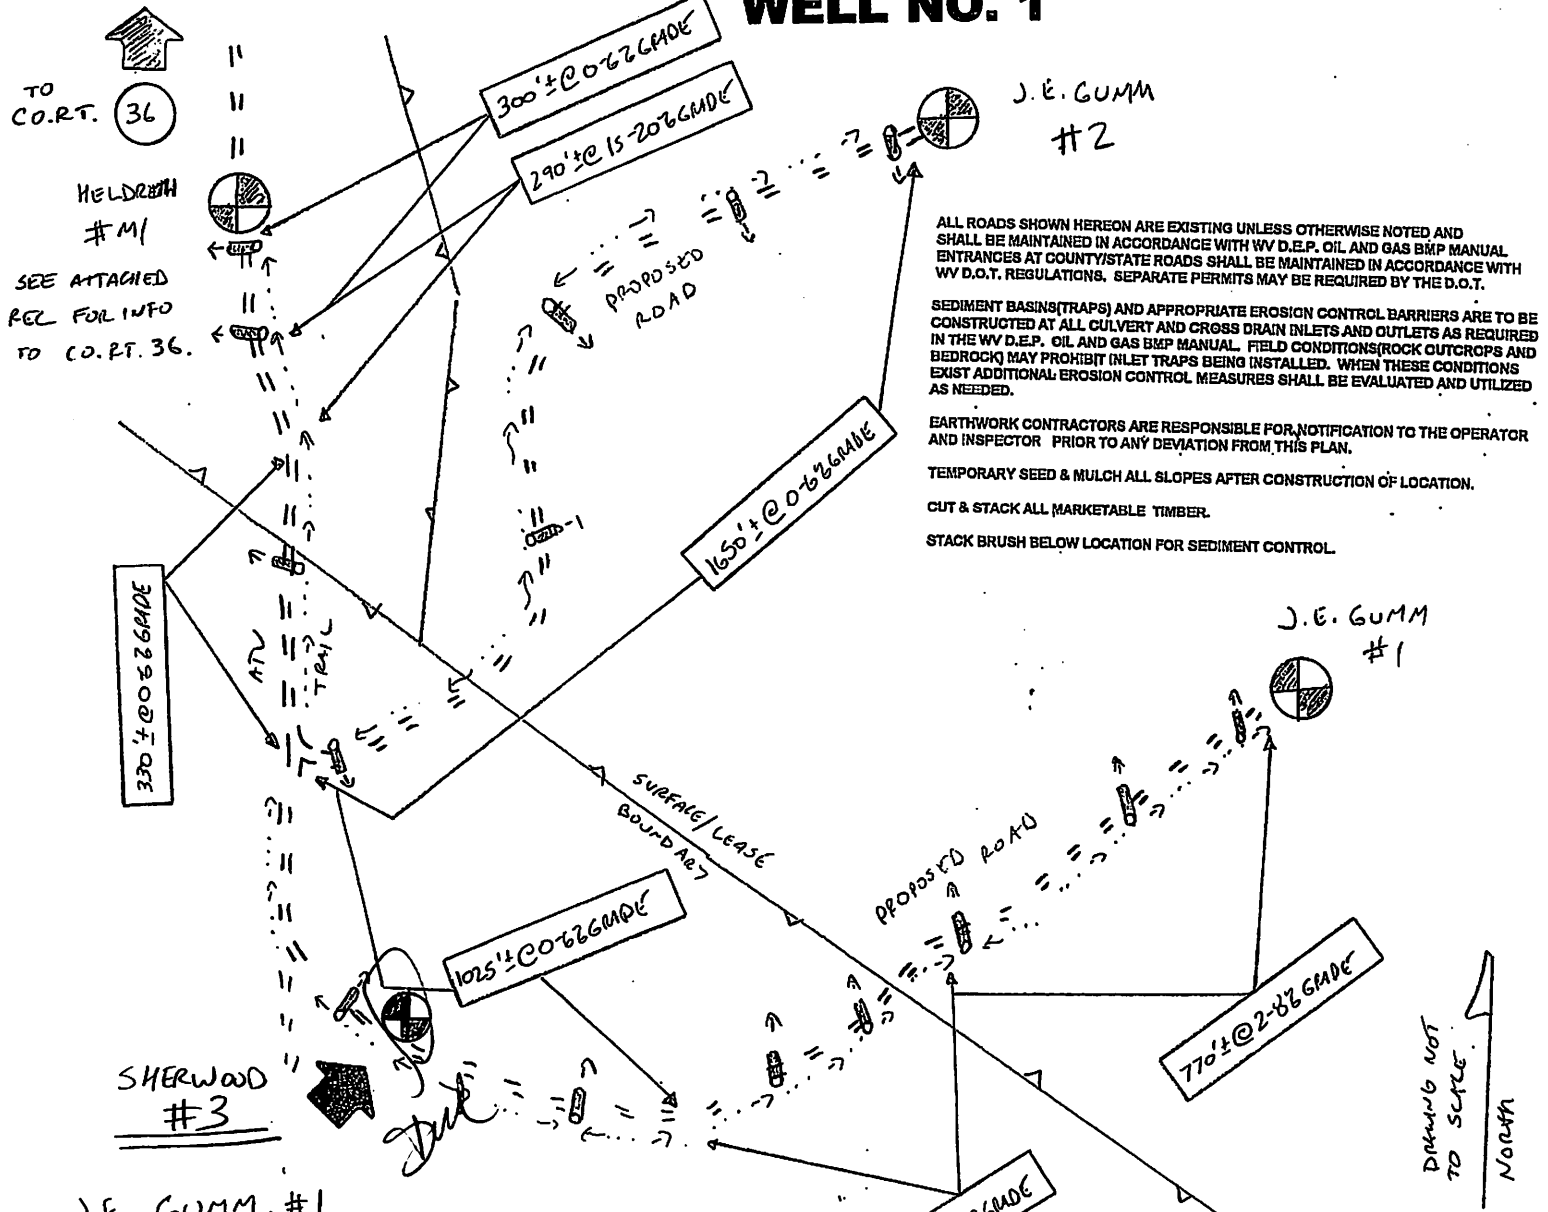 WELL NO. 1
300'± @ 0-6% GRADE
290'± @ 15-20% GRADE
TO
CO.RT. 36
HELDRETH
#M1
SEE ATTACHED
REC FOR INFO
TO CO.RT. 36.
J.E. GUMM
#2
PROPOSED
ROAD
ALL ROADS SHOWN HEREON ARE EXISTING UNLESS OTHERWISE NOTED AND
SHALL BE MAINTAINED IN ACCORDANCE WITH WV D.E.P. OIL AND GAS BMP MANUAL
ENTRANCES AT COUNTY/STATE ROADS SHALL BE MAINTAINED IN ACCORDANCE WITH
WV D.O.T. REGULATIONS. SEPARATE PERMITS MAY BE REQUIRED BY THE D.O.T.
SEDIMENT BASINS(TRAPS) AND APPROPRIATE EROSION CONTROL BARRIERS ARE TO BE
CONSTRUCTED AT ALL CULVERT AND CROSS DRAIN INLETS AND OUTLETS AS REQUIRED
IN THE WV D.E.P. OIL AND GAS BMP MANUAL. FIELD CONDITIONS(ROCK OUTCROPS AND
BEDROCK) MAY PROHIBIT INLET TRAPS BEING INSTALLED. WHEN THESE CONDITIONS
EXIST ADDITIONAL EROSION CONTROL MEASURES SHALL BE EVALUATED AND UTILIZED
AS NEEDED.
EARTHWORK CONTRACTORS ARE RESPONSIBLE FOR NOTIFICATION TO THE OPERATOR
AND INSPECTOR PRIOR TO ANY DEVIATION FROM THIS PLAN.
TEMPORARY SEED & MULCH ALL SLOPES AFTER CONSTRUCTION OF LOCATION.
CUT & STACK ALL MARKETABLE TIMBER.
STACK BRUSH BELOW LOCATION FOR SEDIMENT CONTROL.
1650'± @ 0-6% GRADE
330'± @ 0-8% GRADE
ATV
TRAIL
J.E. GUMM
#1
SURFACE/LEASE
BOUNDARY
PROPOSED ROAD
1025'± @ 0-6% GRADE
770'± @ 2-8% GRADE
SHERWOOD
#3
DRAWING NOT
TO SCALE.
NORTH
J.E. GUMM #1
GRADE